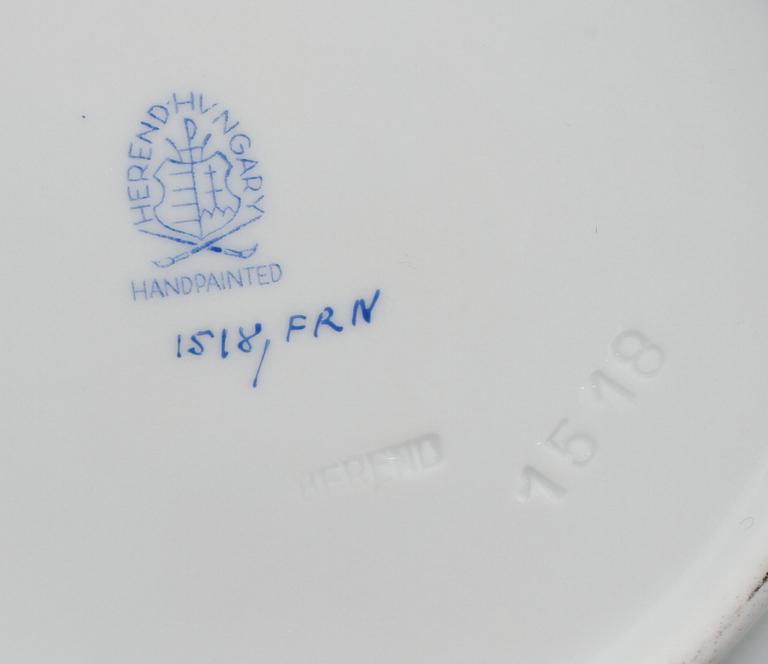 HEREND·HUNGARY
HANDPAINTED
1518, FRN
HEREND
1518